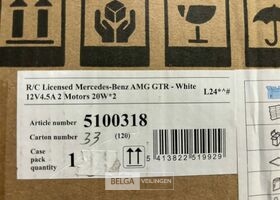 R/C Licensed Mercedes-Benz AMG GTR - White
12V4.5A 2 Motors 20W*2
L24*^#
Article number 5100318
Carton number 33 (120)
Case
pack 1
quantity
5 413822 519929
BELGA VEILINGEN